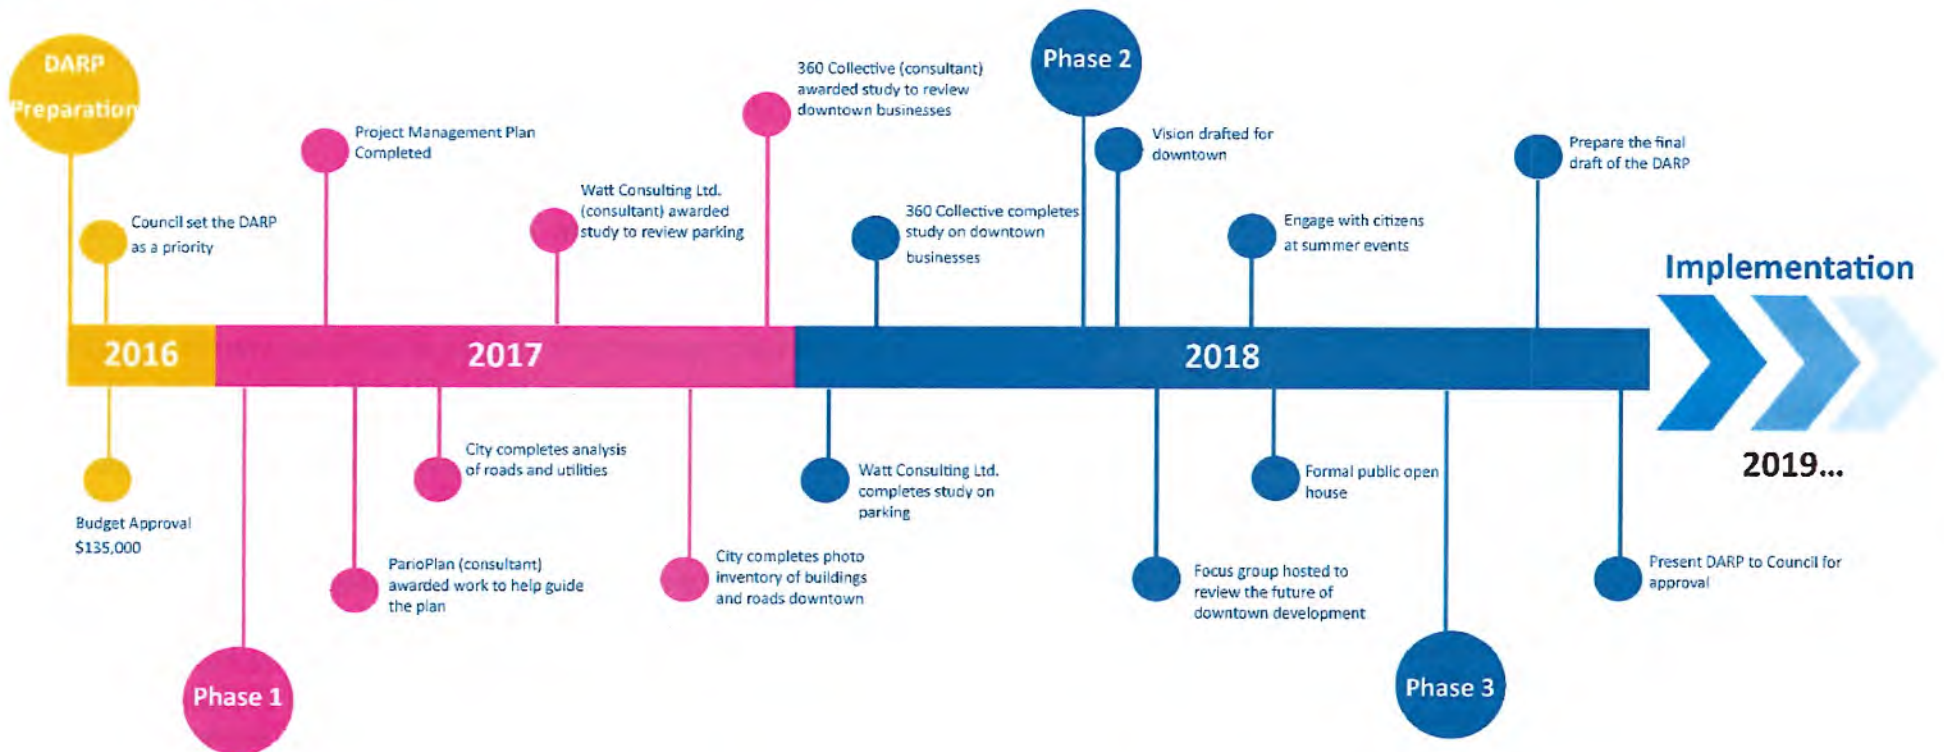 DARP
Preparation
Council set the DARP
as a priority
Budget Approval
$135,000
Phase 1
Project Management Plan
Completed
ParioPlan (consultant)
awarded work to help guide
the plan
City completes analysis
of roads and utilities
Watt Consulting Ltd.
(consultant) awarded
study to review parking
City completes photo
inventory of buildings
and roads downtown
360 Collective (consultant)
awarded study to review
downtown businesses
Watt Consulting Ltd.
completes study on
parking
360 Collective completes
study on downtown
businesses
Phase 2
Vision drafted for
downtown
Focus group hosted to
review the future of
downtown development
Engage with citizens
at summer events
Formal public open
house
Phase 3
Prepare the final
draft of the DARP
Present DARP to Council for
approval
2016
2017
2018
Implementation
2019...